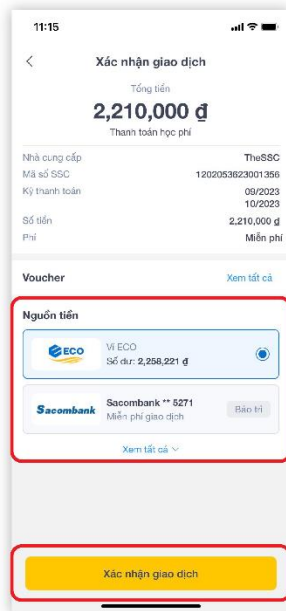 11:15
Xác nhận giao dịch
Tổng tiền
2,210,000 ₫
Thanh toán học phí
Nhà cung cấp TheSSC
Mã số SSC 1202053623001356
Kỳ thanh toán 09/2023
10/2023
Số tiền 2,210,000 ₫
Phí Miễn phí
Voucher Xem tất cả
Nguồn tiền
ECO Ví ECO
Số dư: 2,258,221 ₫
Sacombank Sacombank ** 5271
Miễn phí giao dịch Bảo trì
Xem tất cả
Xác nhận giao dịch